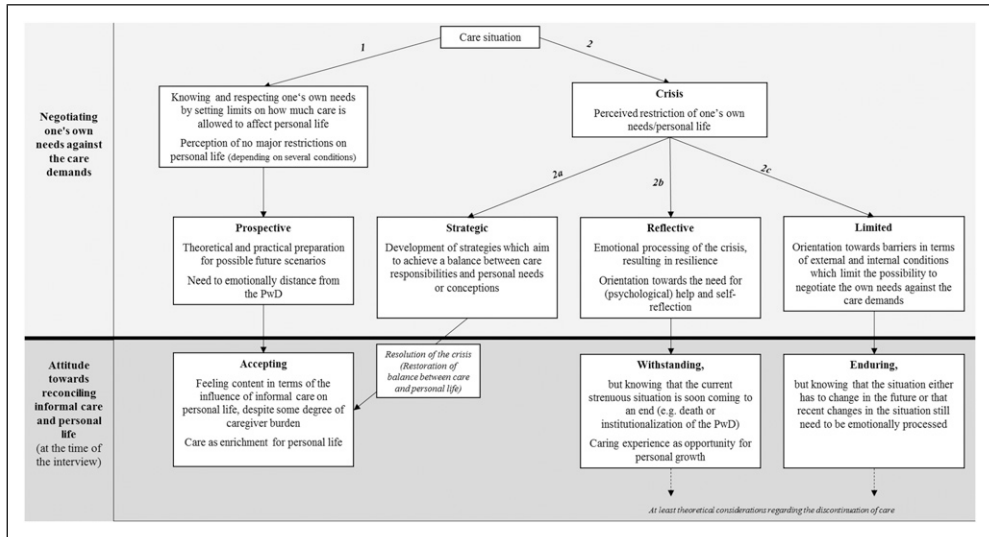 Care situation
1
2
Negotiating
one's own
needs against
the care
demands
Knowing and respecting one's own needs
by setting limits on how much care is
allowed to affect personal life
Perception of no major restrictions on
personal life (depending on several conditions)
Crisis
Perceived restriction of one's own
needs/personal life
2a
2b
2c
Prospective
Theoretical and practical preparation
for possible future scenarios
Need to emotionally distance from
the PwD
Strategic
Development of strategies which aim
to achieve a balance between care
responsibilities and personal needs
or conceptions
Reflective
Emotional processing of the crisis,
resulting in resilience
Orientation towards the need for
(psychological) help and self-
reflection
Limited
Orientation towards barriers in terms
of external and internal conditions
which limit the possibility to
negotiate the own needs against the
care demands
Attitude
towards
reconciling
informal care
and personal
life
(at the time of
the interview)
Accepting
Feeling content in terms of the
influence of informal care on
personal life, despite some degree of
caregiver burden
Care as enrichment for personal life
Resolution of the crisis
(Restoration of
balance between care
and personal life)
Withstanding,
but knowing that the current
strenuous situation is soon coming to
an end (e.g. death or
institutionalization of the PwD)
Caring experience as opportunity for
personal growth
Enduring,
but knowing that the situation either
has to change in the future or that
recent changes in the situation still
need to be emotionally processed
At least theoretical considerations regarding the discontinuation of care